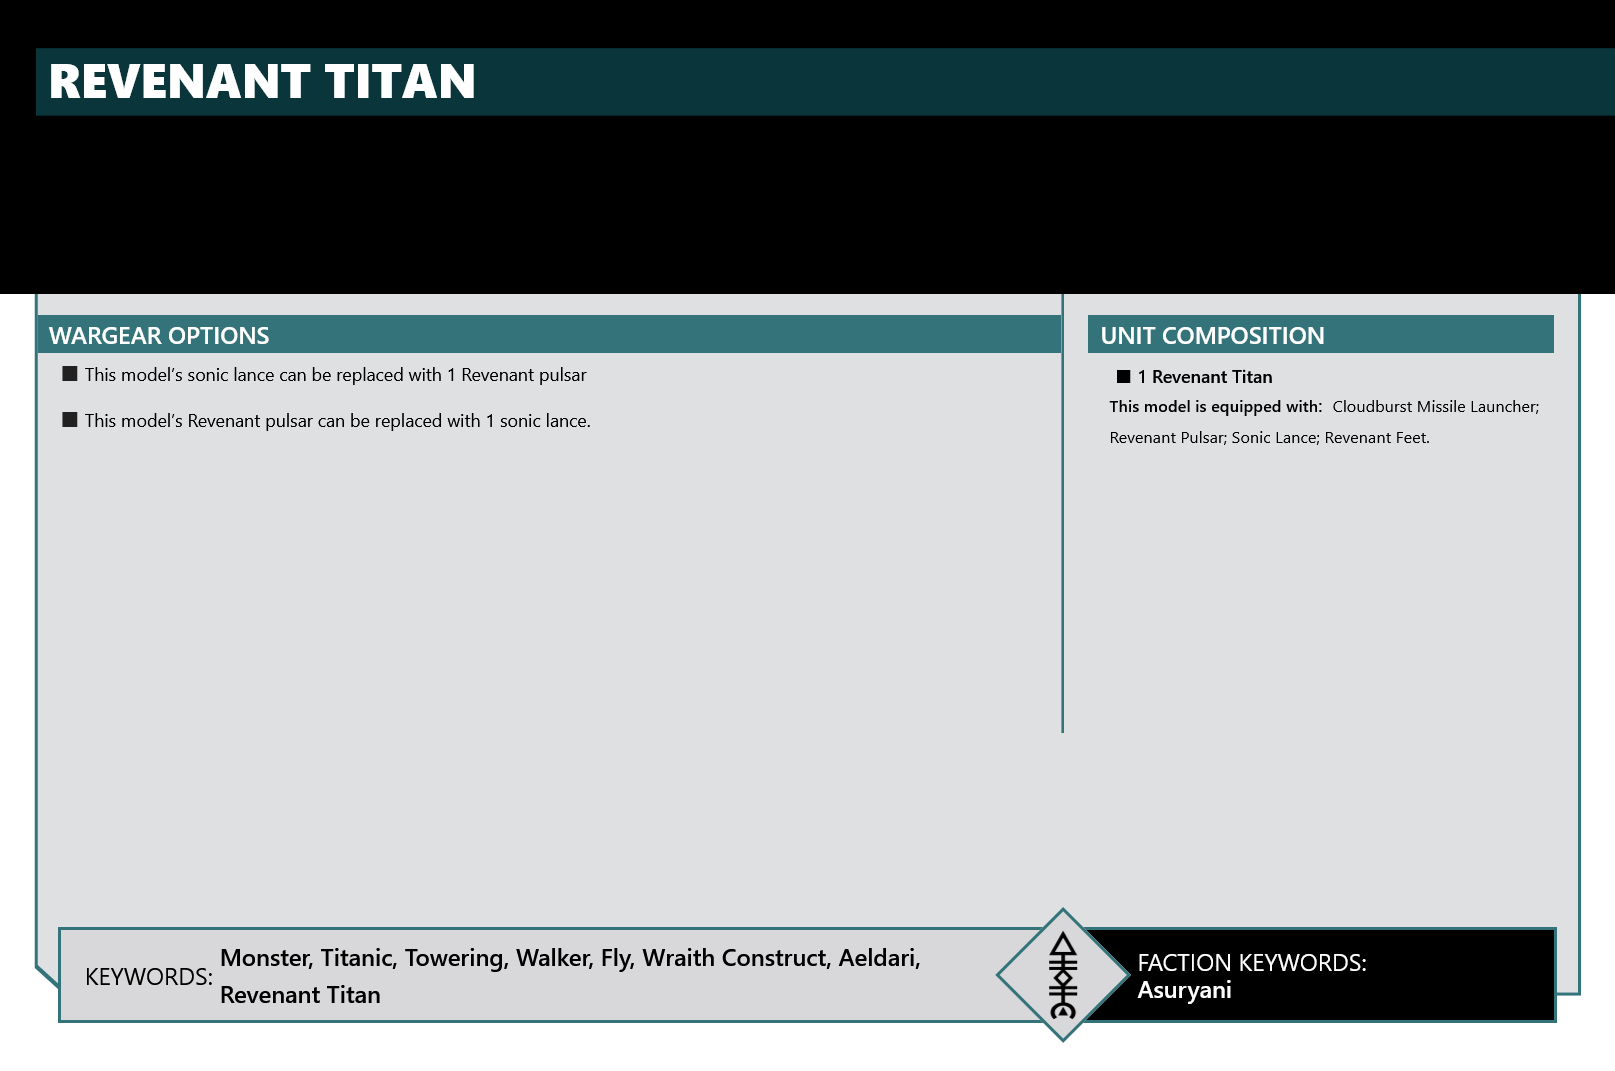 REVENANT TITAN
WARGEAR OPTIONS
■ This model's sonic lance can be replaced with 1 Revenant pulsar
■ This model's Revenant pulsar can be replaced with 1 sonic lance.
UNIT COMPOSITION
■ 1 Revenant Titan
This model is equipped with: Cloudburst Missile Launcher;
Revenant Pulsar; Sonic Lance; Revenant Feet.
KEYWORDS: Monster, Titanic, Towering, Walker, Fly, Wraith Construct, Aeldari,
Revenant Titan
FACTION KEYWORDS:
Asuryani